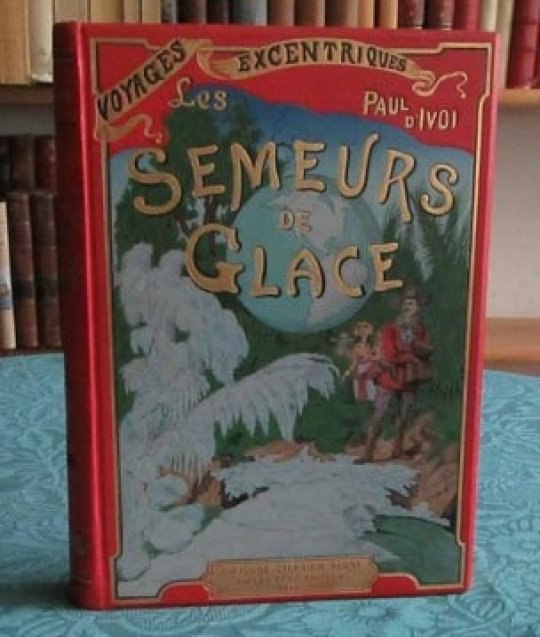 VOYAGES EXCENTRIQUES
Les
PAUL
D'IVOI
SEMEURS
DE
GLACE